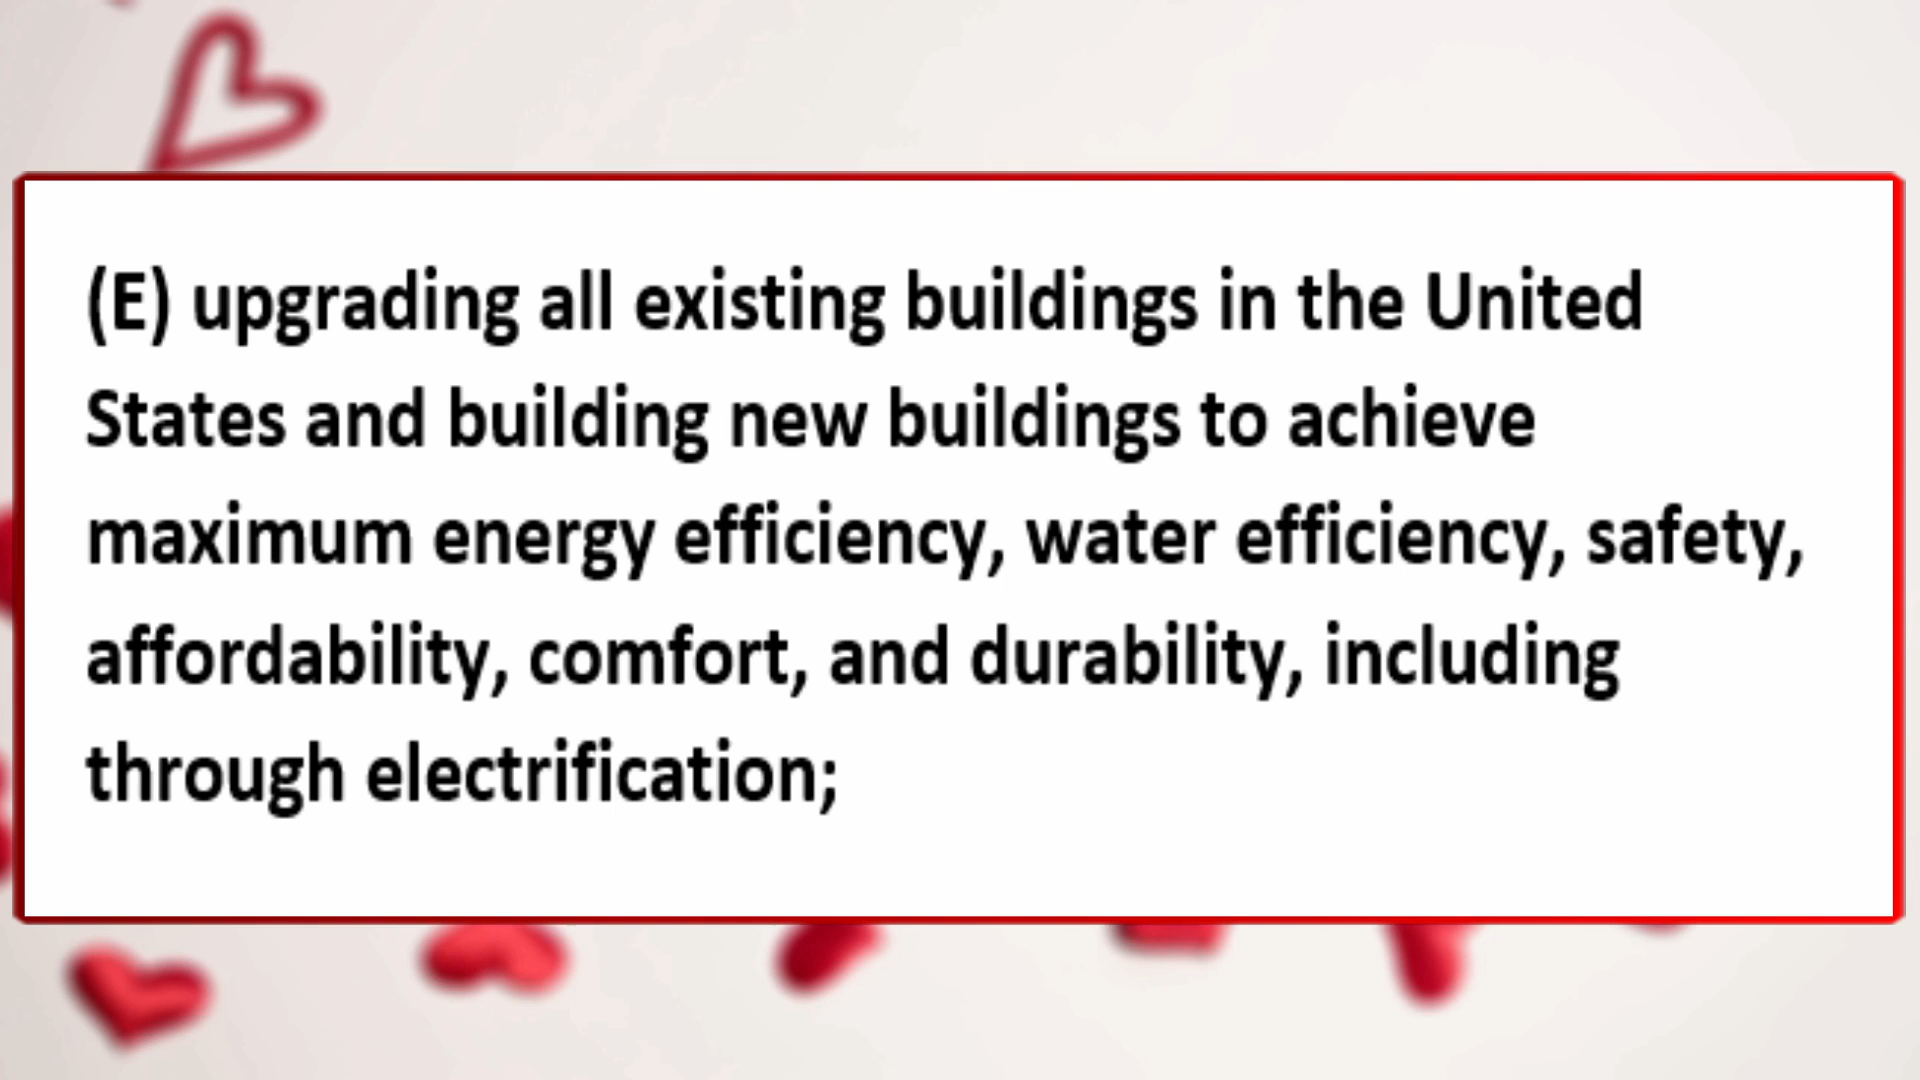 (E) upgrading all existing buildings in the United
States and building new buildings to achieve
maximum energy efficiency, water efficiency, safety,
affordability, comfort, and durability, including
through electrification;